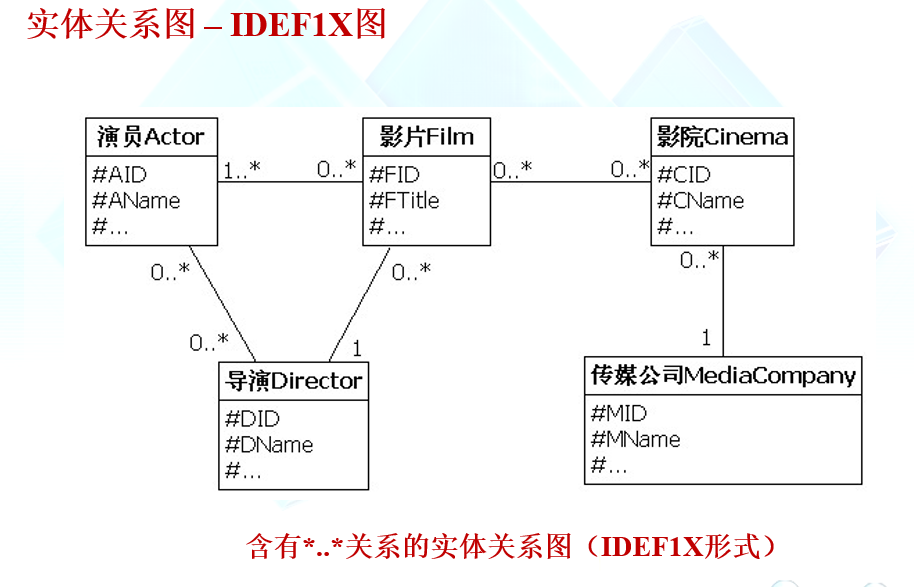 实体关系图 – IDEF1X图
演员Actor
#AID
#AName
#...
1..*
0..*
影片Film
#FID
#FTitle
#...
0..*
0..*
影院Cinema
#CID
#CName
#...
0..*
0..*
0..*
1
0..*
1
导演Director
#DID
#DName
#...
传媒公司MediaCompany
#MID
#MName
#...
含有*..*关系的实体关系图（IDEF1X形式）